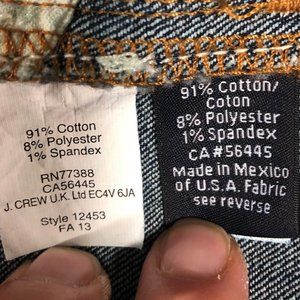 91% Cotton
8% Polyester
1% Spandex
RN77388
CA56445
J. CREW U.K. Ltd EC4V 6JA
Style 12453
FA 13
91% Cotton/
Coton
8% Polyester
1% Spandex
CA#56445
Made in Mexico
of U.S.A. Fabric
see reverse